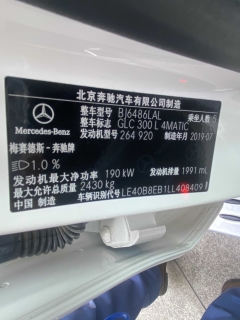 北京奔驰汽车有限公司制造
整车型号 BJ6486LAL 乘坐人数 5
整车标志 GLC 300 L 4MATIC
发动机型号 264 920 制造年月 2019-07
Mercedes-Benz
梅赛德斯－奔驰牌
1.0 %
发动机最大净功率 190 kW 发动机排量 1991 mL
最大允许总质量 2430 kg
中国 制造 车辆识别代号 LE40B8EB1LL408409